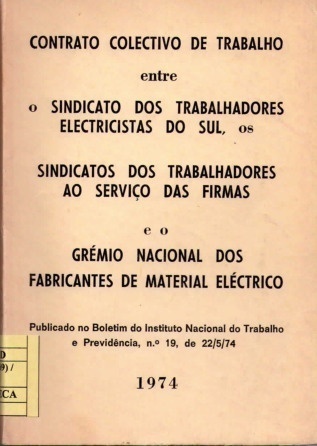 CONTRATO COLECTIVO DE TRABALHO
entre
o SINDICATO DOS TRABALHADORES
ELECTRICISTAS DO SUL, os
SINDICATOS DOS TRABALHADORES
AO SERVIÇO DAS FIRMAS
e o
GRÉMIO NACIONAL DOS
FABRICANTES DE MATERIAL ELÉCTRICO
Publicado no Boletim do Instituto Nacional do Trabalho
e Previdência, n.º 19, de 22/5/74
1974
O
9) /
ECA